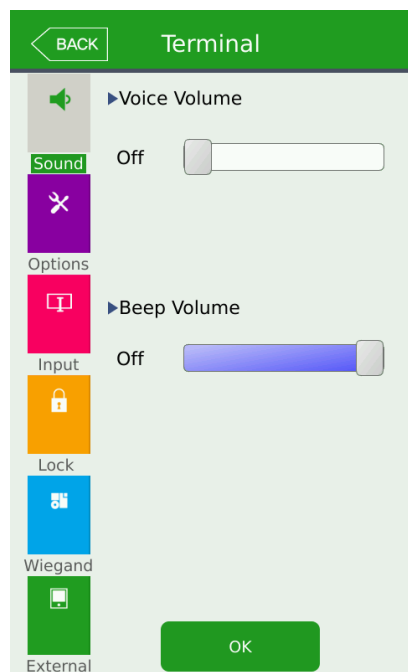 BACK
Terminal
Sound
Options
Input
Lock
Wiegand
External
Voice Volume
Off
Beep Volume
Off
OK